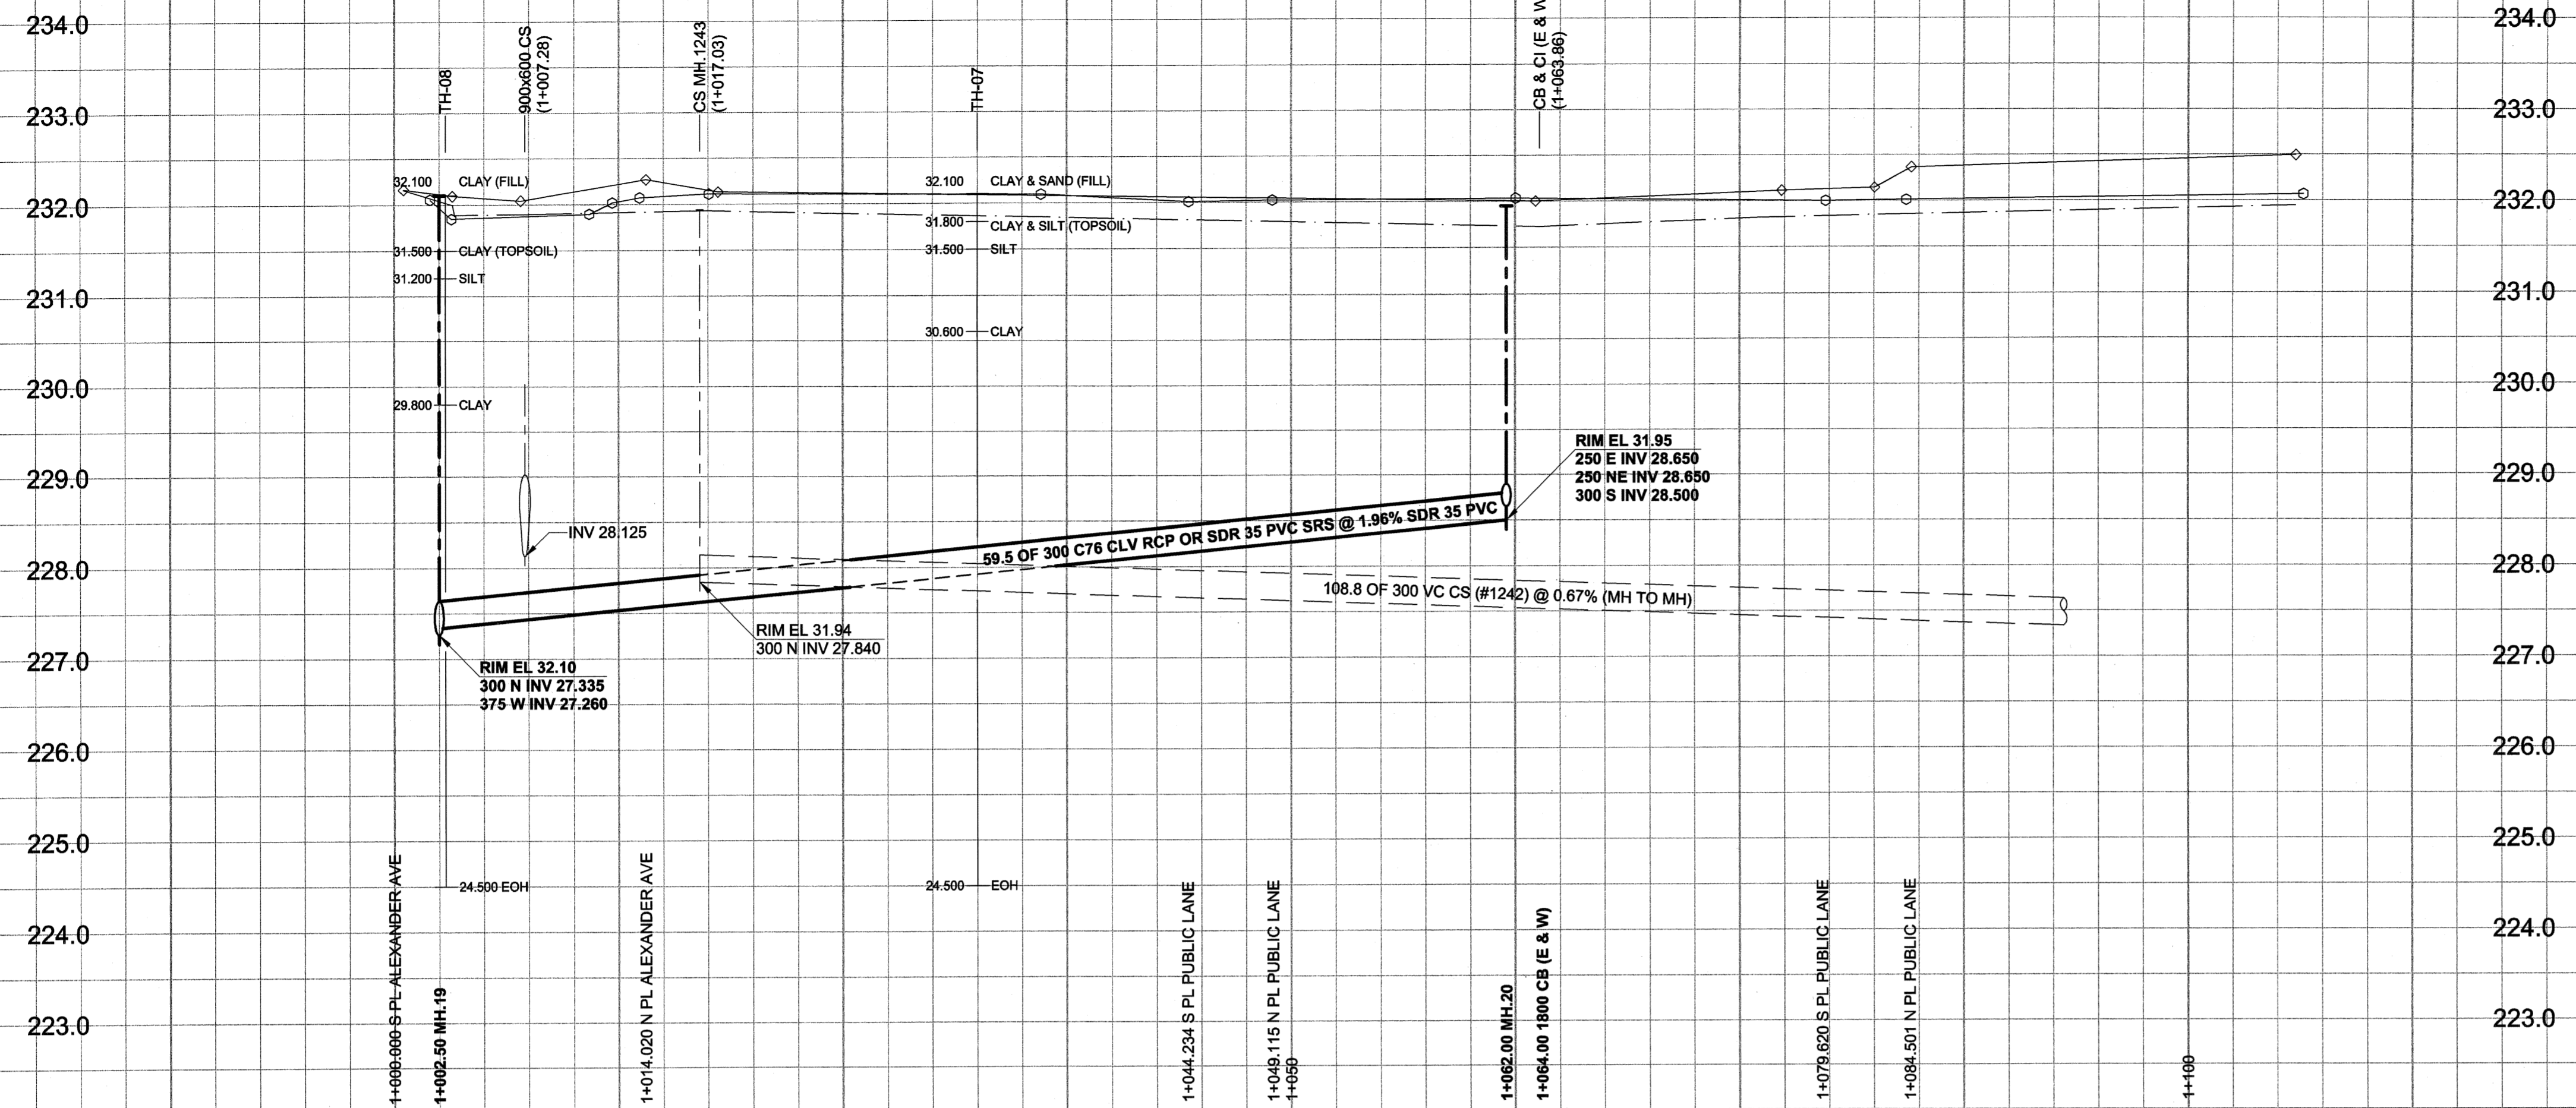 234.0
233.0
232.0
231.0
230.0
229.0
228.0
227.0
226.0
225.0
224.0
223.0
TH-08
900x600 CS
(1+007.28)
CS MH.1243
(1+017.03)
TH-07
CB & CI (E & W
(1+063.86)
32.100 CLAY (FILL)
31.500 CLAY (TOPSOIL)
31.200 SILT
29.800 CLAY
24.500 EOH
32.100 CLAY & SAND (FILL)
31.800 CLAY & SILT (TOPSOIL)
31.500 SILT
30.600 CLAY
24.500 EOH
INV 28.125
RIM EL 31.94
300 N INV 27.840
RIM EL 32.10
300 N INV 27.335
375 W INV 27.260
59.5 OF 300 C76 CLV RCP OR SDR 35 PVC SRS @ 1.96% SDR 35 PVC
108.8 OF 300 VC CS (#1242) @ 0.67% (MH TO MH)
RIM EL 31.95
250 E INV 28.650
250 NE INV 28.650
300 S INV 28.500
1+000.000 S PL ALEXANDER AVE
1+002.50 MH.19
1+014.020 N PL ALEXANDER AVE
1+044.234 S PL PUBLIC LANE
1+049.115 N PL PUBLIC LANE
1+050
1+062.00 MH.20
1+064.00 1800 CB (E & W)
1+079.620 S PL PUBLIC LANE
1+084.501 N PL PUBLIC LANE
1+100
234.0
233.0
232.0
231.0
230.0
229.0
228.0
227.0
226.0
225.0
224.0
223.0